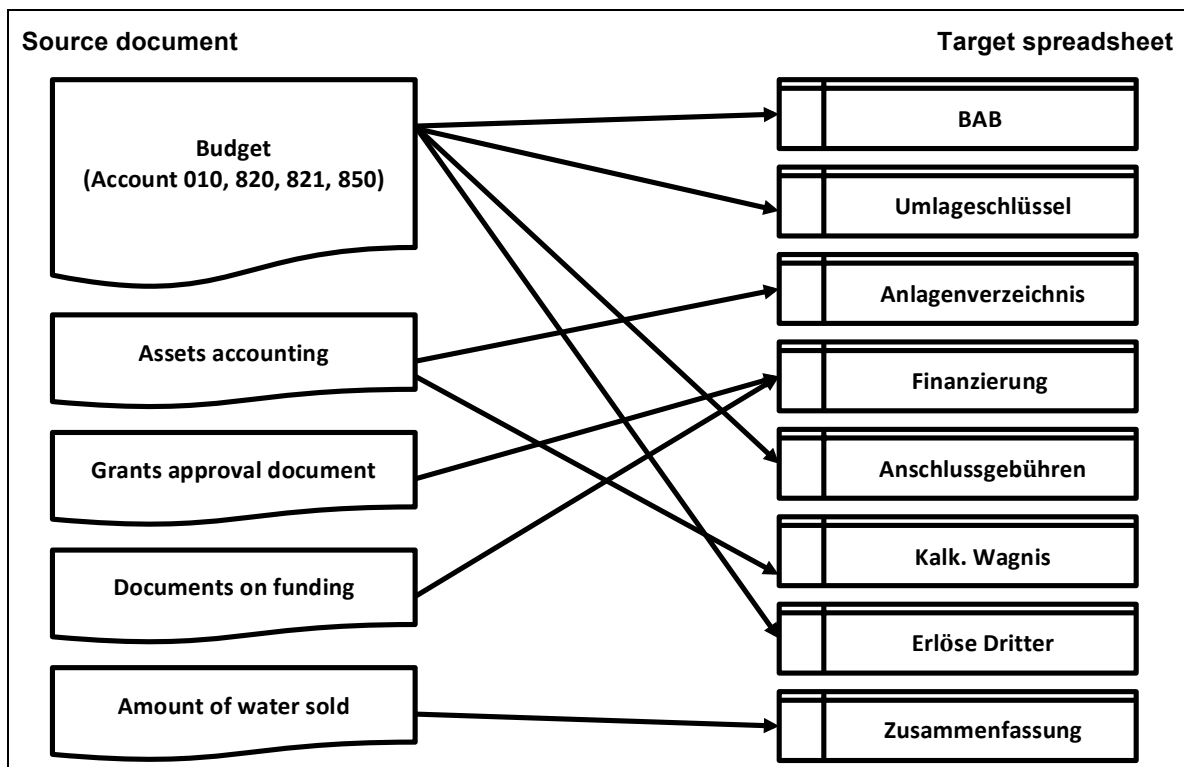 Source document
Target spreadsheet
Budget
(Account 010, 820, 821, 850)
Assets accounting
Grants approval document
Documents on funding
Amount of water sold
BAB
Umlageschlüssel
Anlagenverzeichnis
Finanzierung
Anschlussgebühren
Kalk. Wagnis
Erlöse Dritter
Zusammenfassung